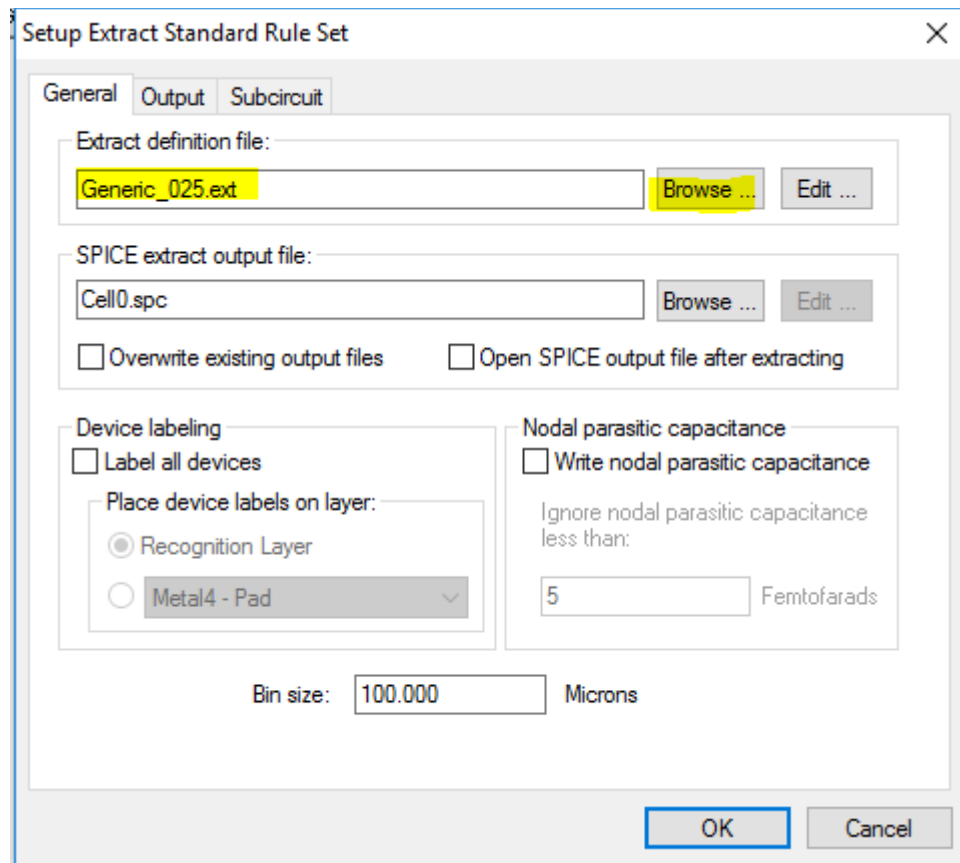 Setup Extract Standard Rule Set
General Output Subcircuit
Extract definition file:
Generic_025.ext Browse ... Edit ...
SPICE extract output file:
Cell0.spc Browse ... Edit ...
Overwrite existing output files Open SPICE output file after extracting
Device labeling
Label all devices
Place device labels on layer:
Recognition Layer
Metal4 - Pad
Nodal parasitic capacitance
Write nodal parasitic capacitance
Ignore nodal parasitic capacitance
less than:
5 Femtofarads
Bin size: 100.000 Microns
OK Cancel